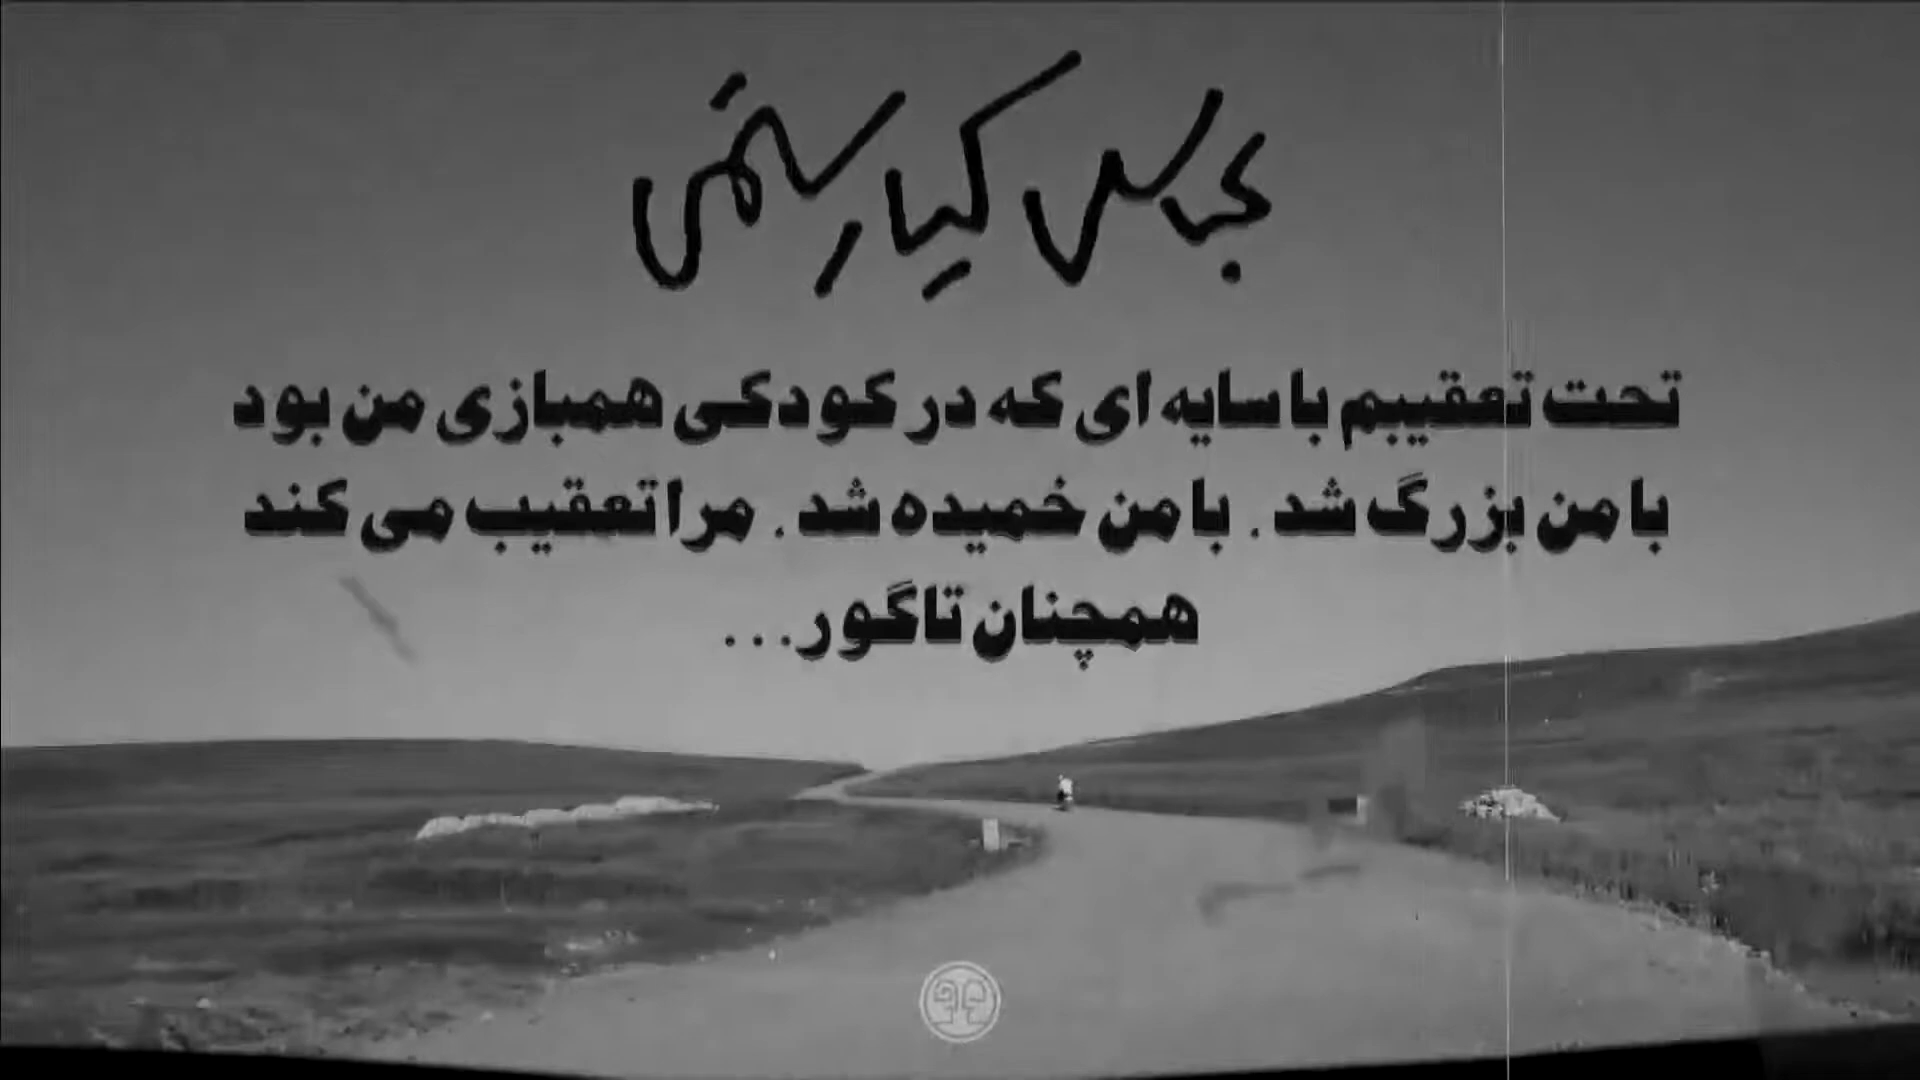 عباس کیارستمی
تحت تعقیبم با سایه ای که در کودکی همبازی من بود
با من بزرگ شد . با من خمیده شد . مرا تعقیب می کند
همچنان تا گور...